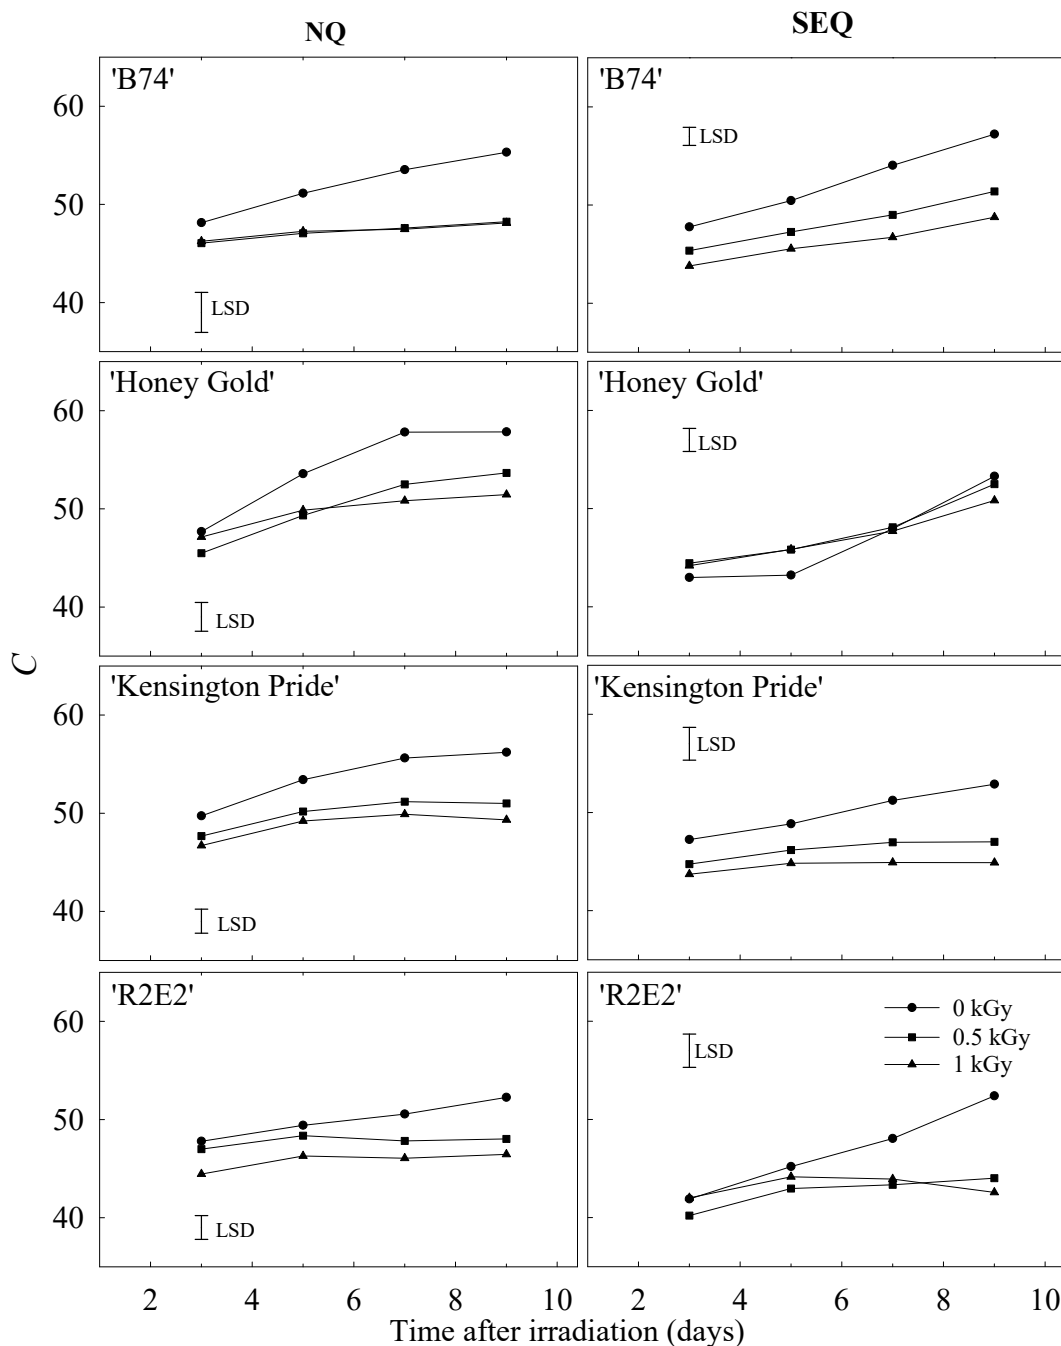 NQ
SEQ
'B74'
60
50
40
LSD
'B74'
LSD
'Honey Gold'
60
50
40
LSD
'Honey Gold'
LSD
C
'Kensington Pride'
60
50
40
LSD
'Kensington Pride'
LSD
'R2E2'
60
50
40
LSD
'R2E2'
LSD
0 kGy
0.5 kGy
1 kGy
2 4 6 8 10
2 4 6 8 10
Time after irradiation (days)